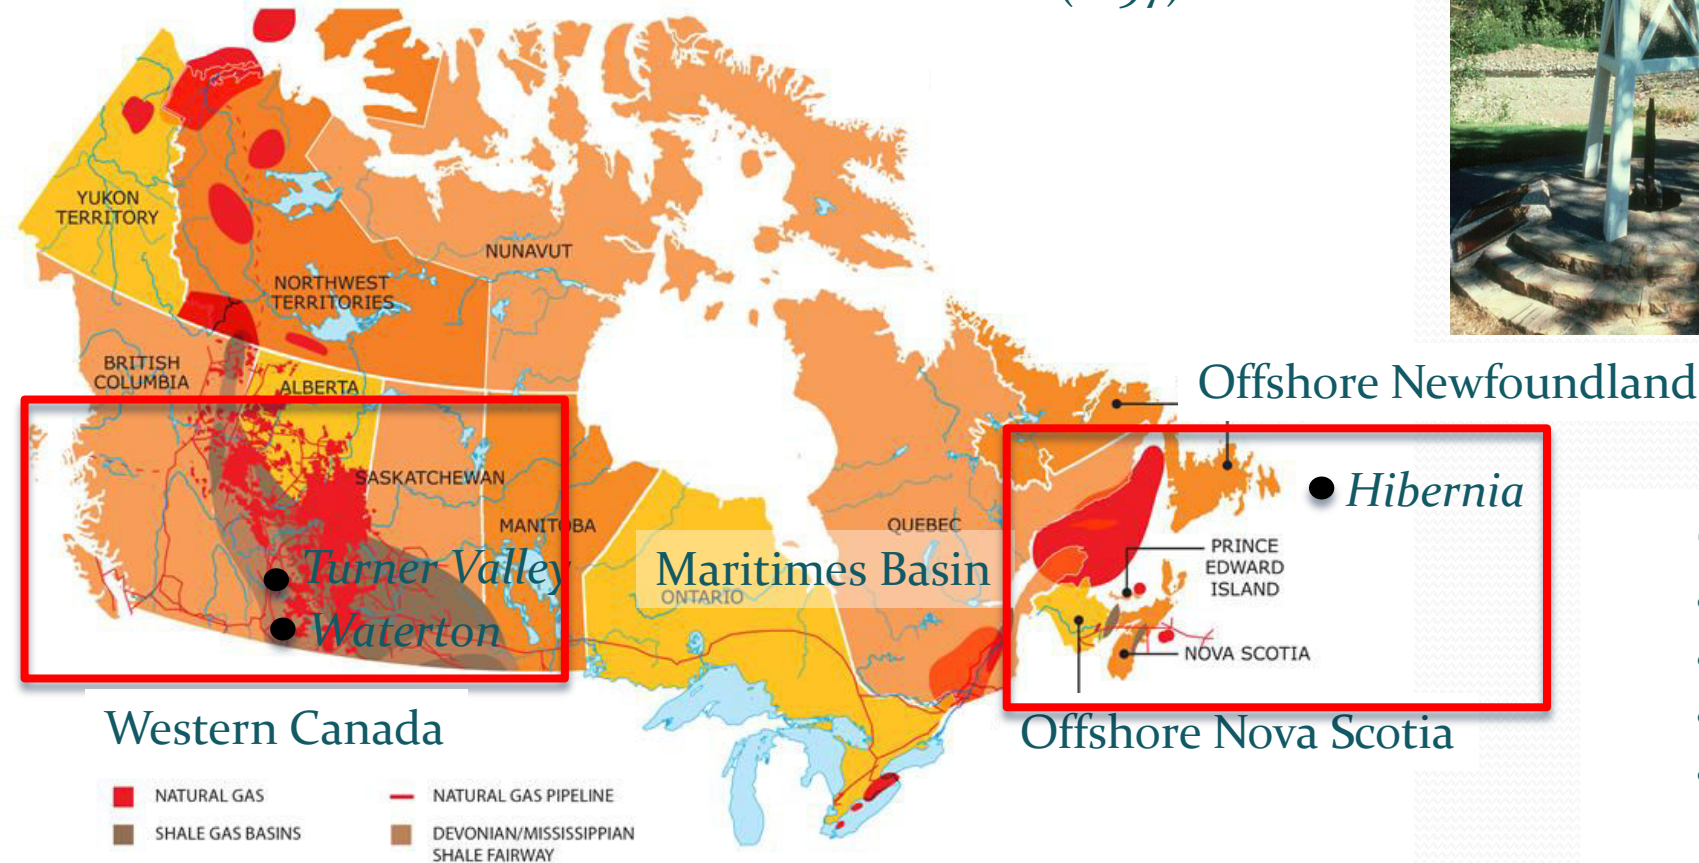 YUKON
TERRITORY
NUNAVUT
NORTHWEST
TERRITORIES
BRITISH
COLUMBIA
ALBERTA
Offshore Newfoundland
SASKATCHEWAN
Hibernia
MANITOBA
QUEBEC
PRINCE
EDWARD
ISLAND
Turner Valley
Maritimes Basin
ONTARIO
Waterton
NOVA SCOTIA
Western Canada
Offshore Nova Scotia
NATURAL GAS
NATURAL GAS PIPELINE
SHALE GAS BASINS
DEVONIAN/MISSISSIPPIAN
SHALE FAIRWAY